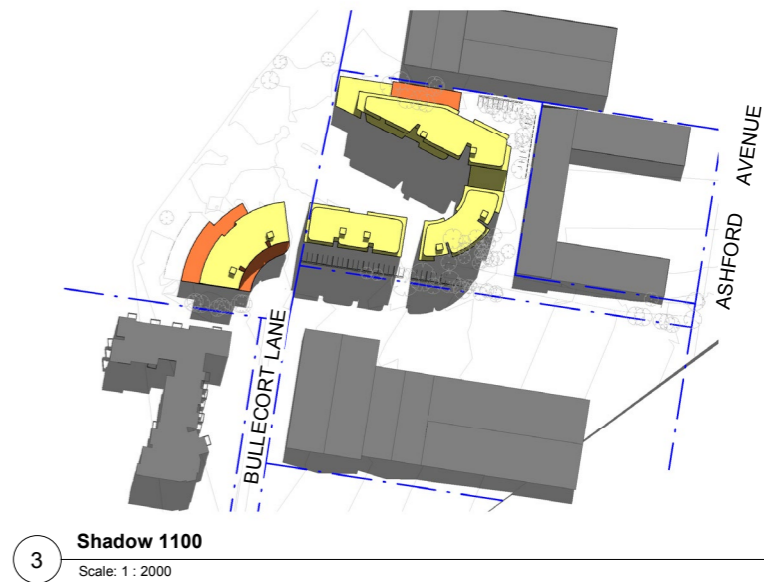 BULLECORT LANE
ASHFORD AVENUE
3
Shadow 1100
Scale: 1 : 2000